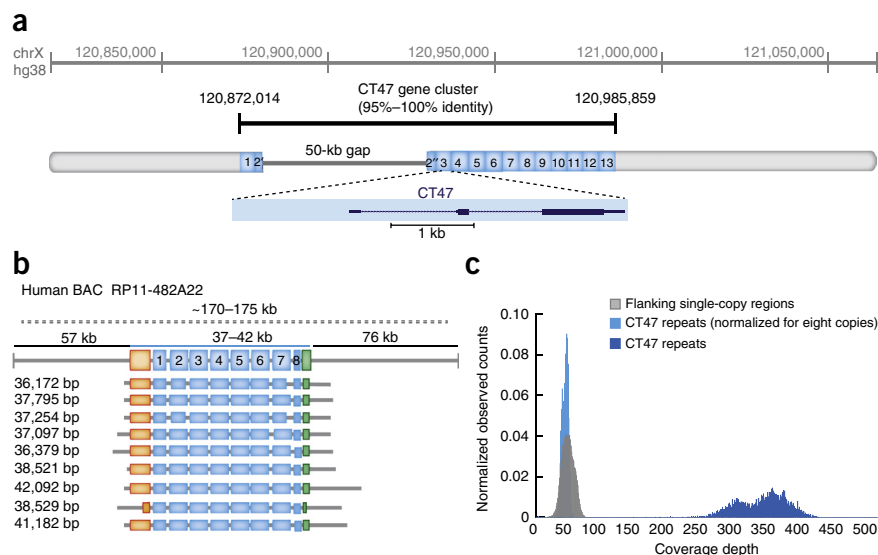 a
chrX
hg38
120,850,000 120,900,000 120,950,000 121,000,000 121,050,000
CT47 gene cluster
(95%–100% identity)
120,872,014 120,985,859
50-kb gap
1 2′ 2″ 3 4 5 6 7 8 9 10 11 12 13
CT47
1 kb
b
Human BAC RP11-482A22
~170–175 kb
57 kb 37–42 kb 76 kb
1 2 3 4 5 6 7 8
36,172 bp
37,795 bp
37,254 bp
37,097 bp
36,379 bp
38,521 bp
42,092 bp
38,529 bp
41,182 bp
c
Flanking single-copy regions
CT47 repeats (normalized for eight copies)
CT47 repeats
Normalized observed counts
0.10
0.08
0.06
0.04
0.02
0
0 50 100 150 200 250 300 350 400 450 500
Coverage depth